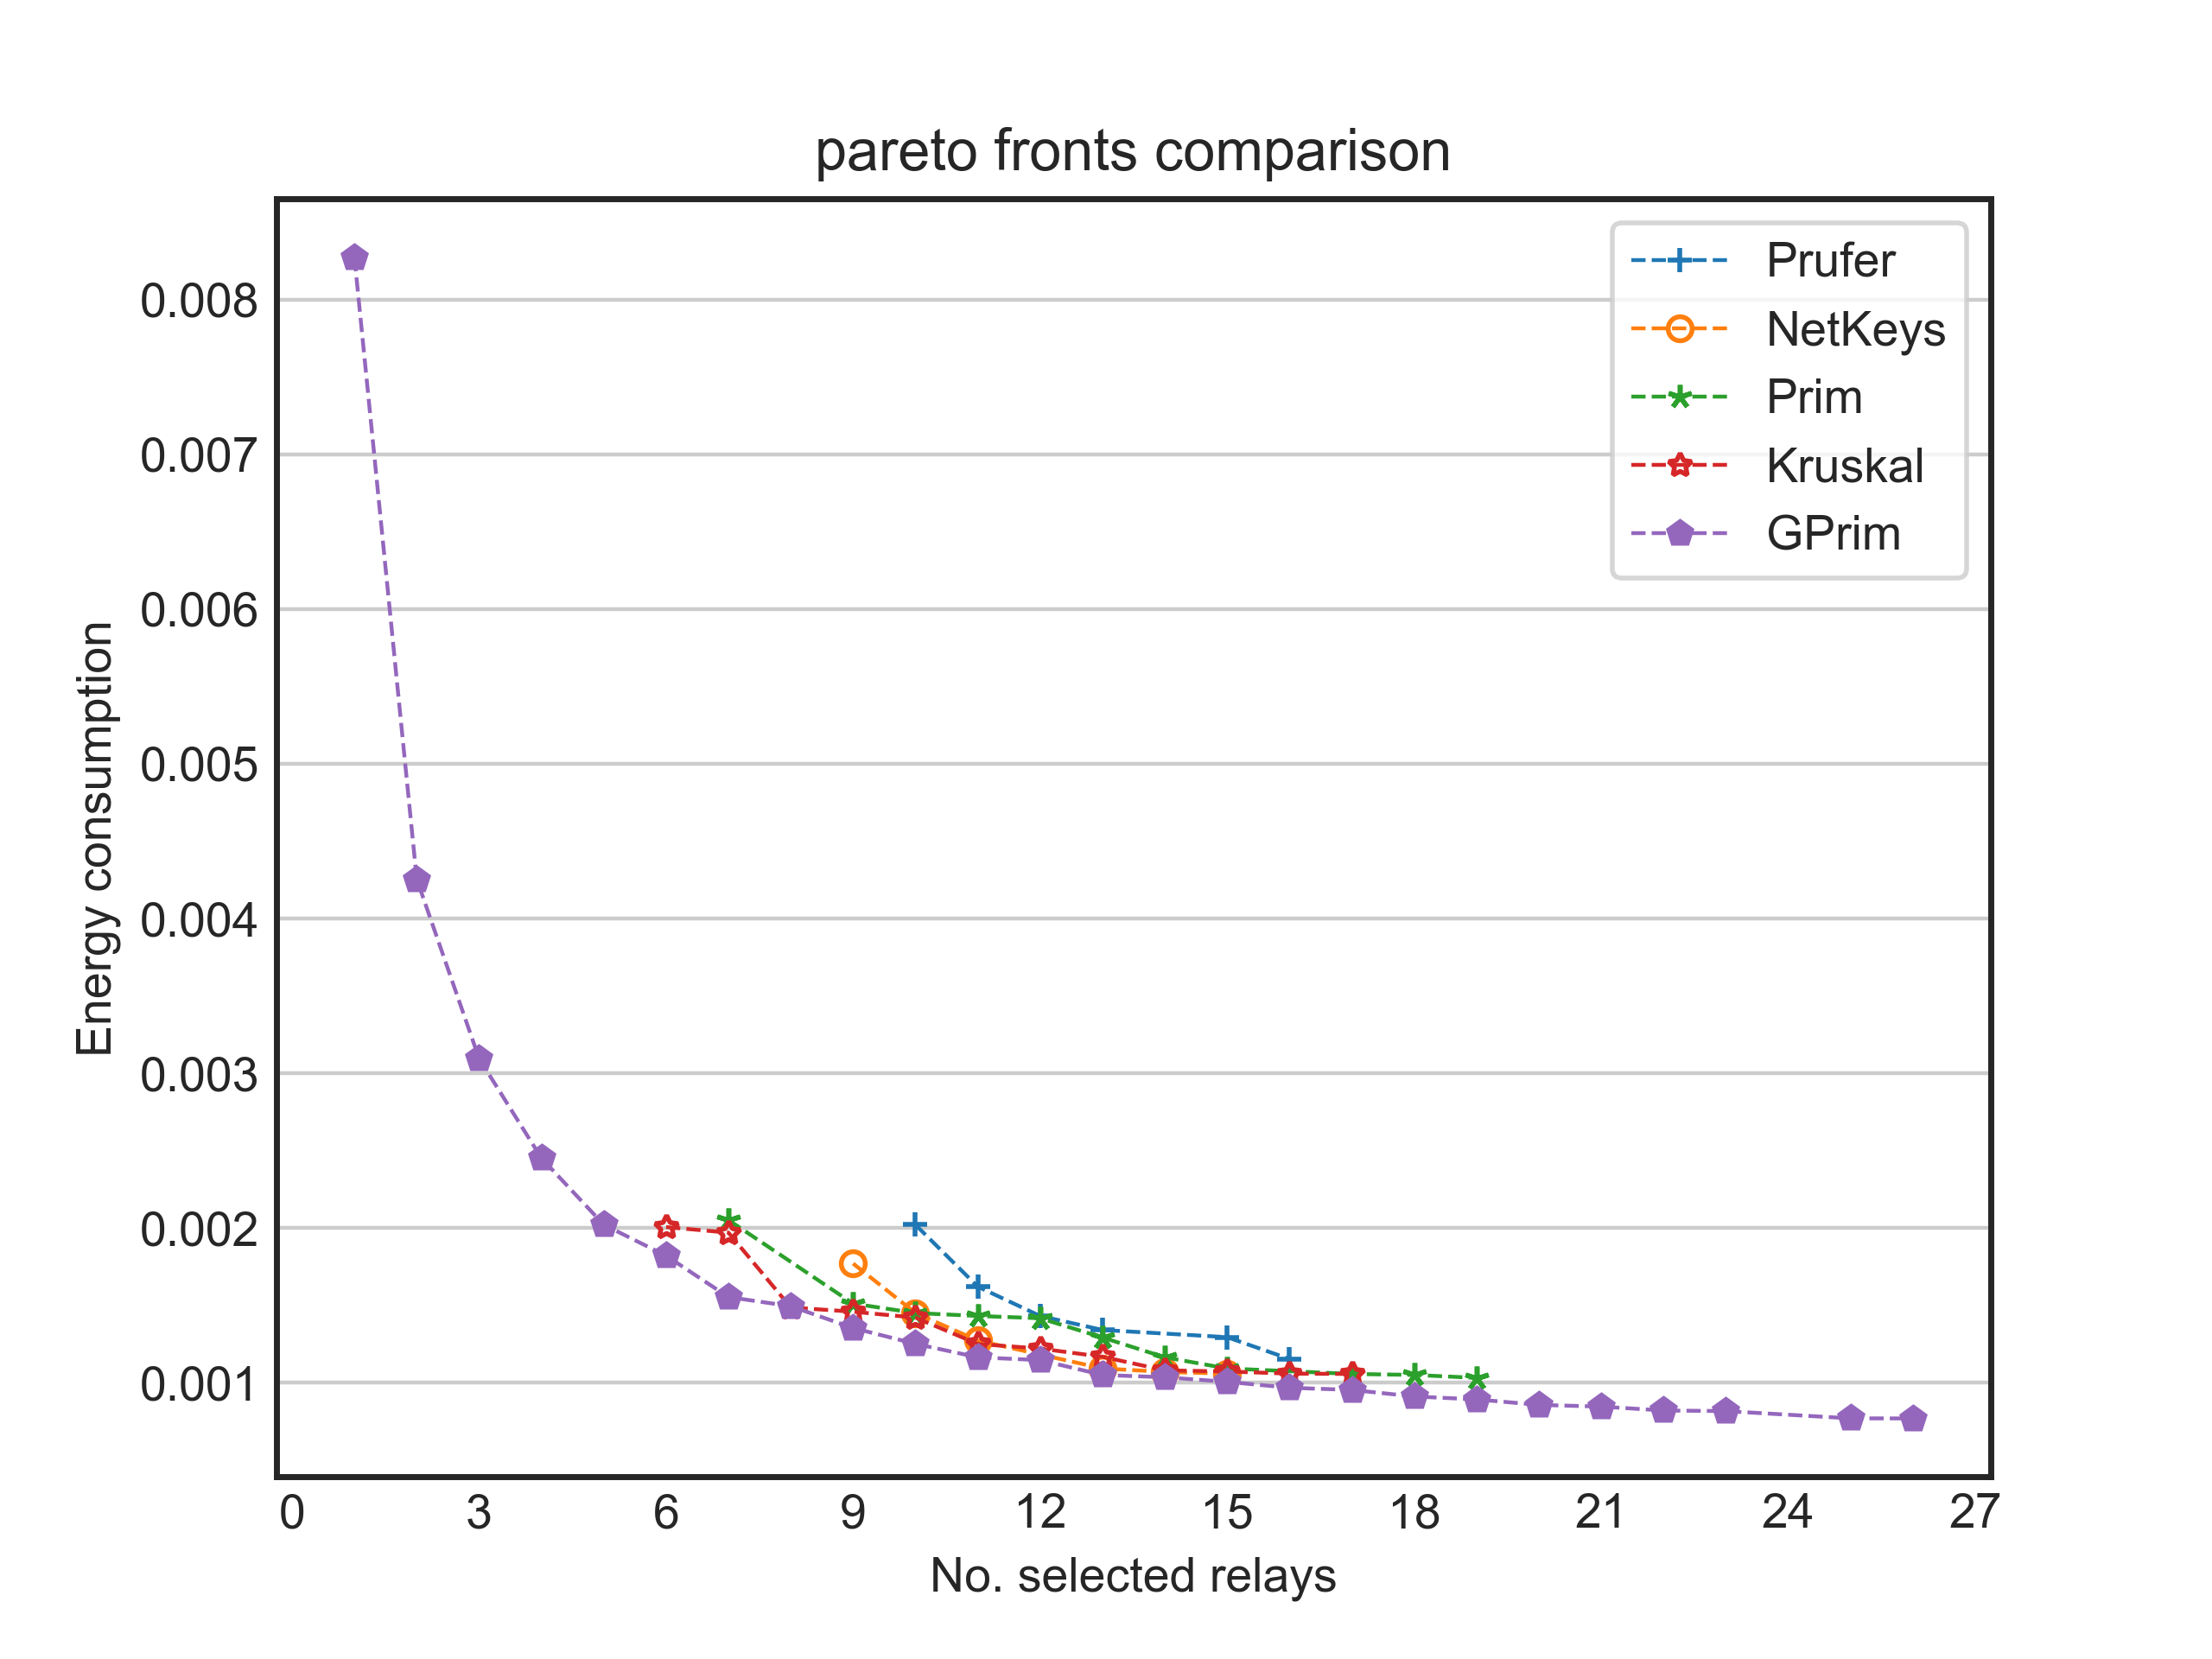 pareto fronts comparison
Prufer
NetKeys
Prim
Kruskal
GPrim
0.008
0.007
0.006
0.005
0.004
0.003
0.002
0.001
Energy consumption
0 3 6 9 12 15 18 21 24 27
No. selected relays